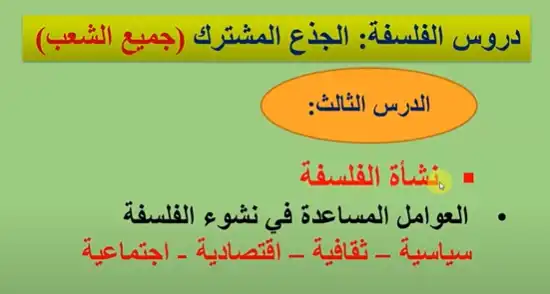 دروس الفلسفة: الجذع المشترك (جميع الشعب)
الدرس الثالث:
▪ نشأة الفلسفة
• العوامل المساعدة في نشوء الفلسفة
سياسية – ثقافية – اقتصادية - اجتماعية